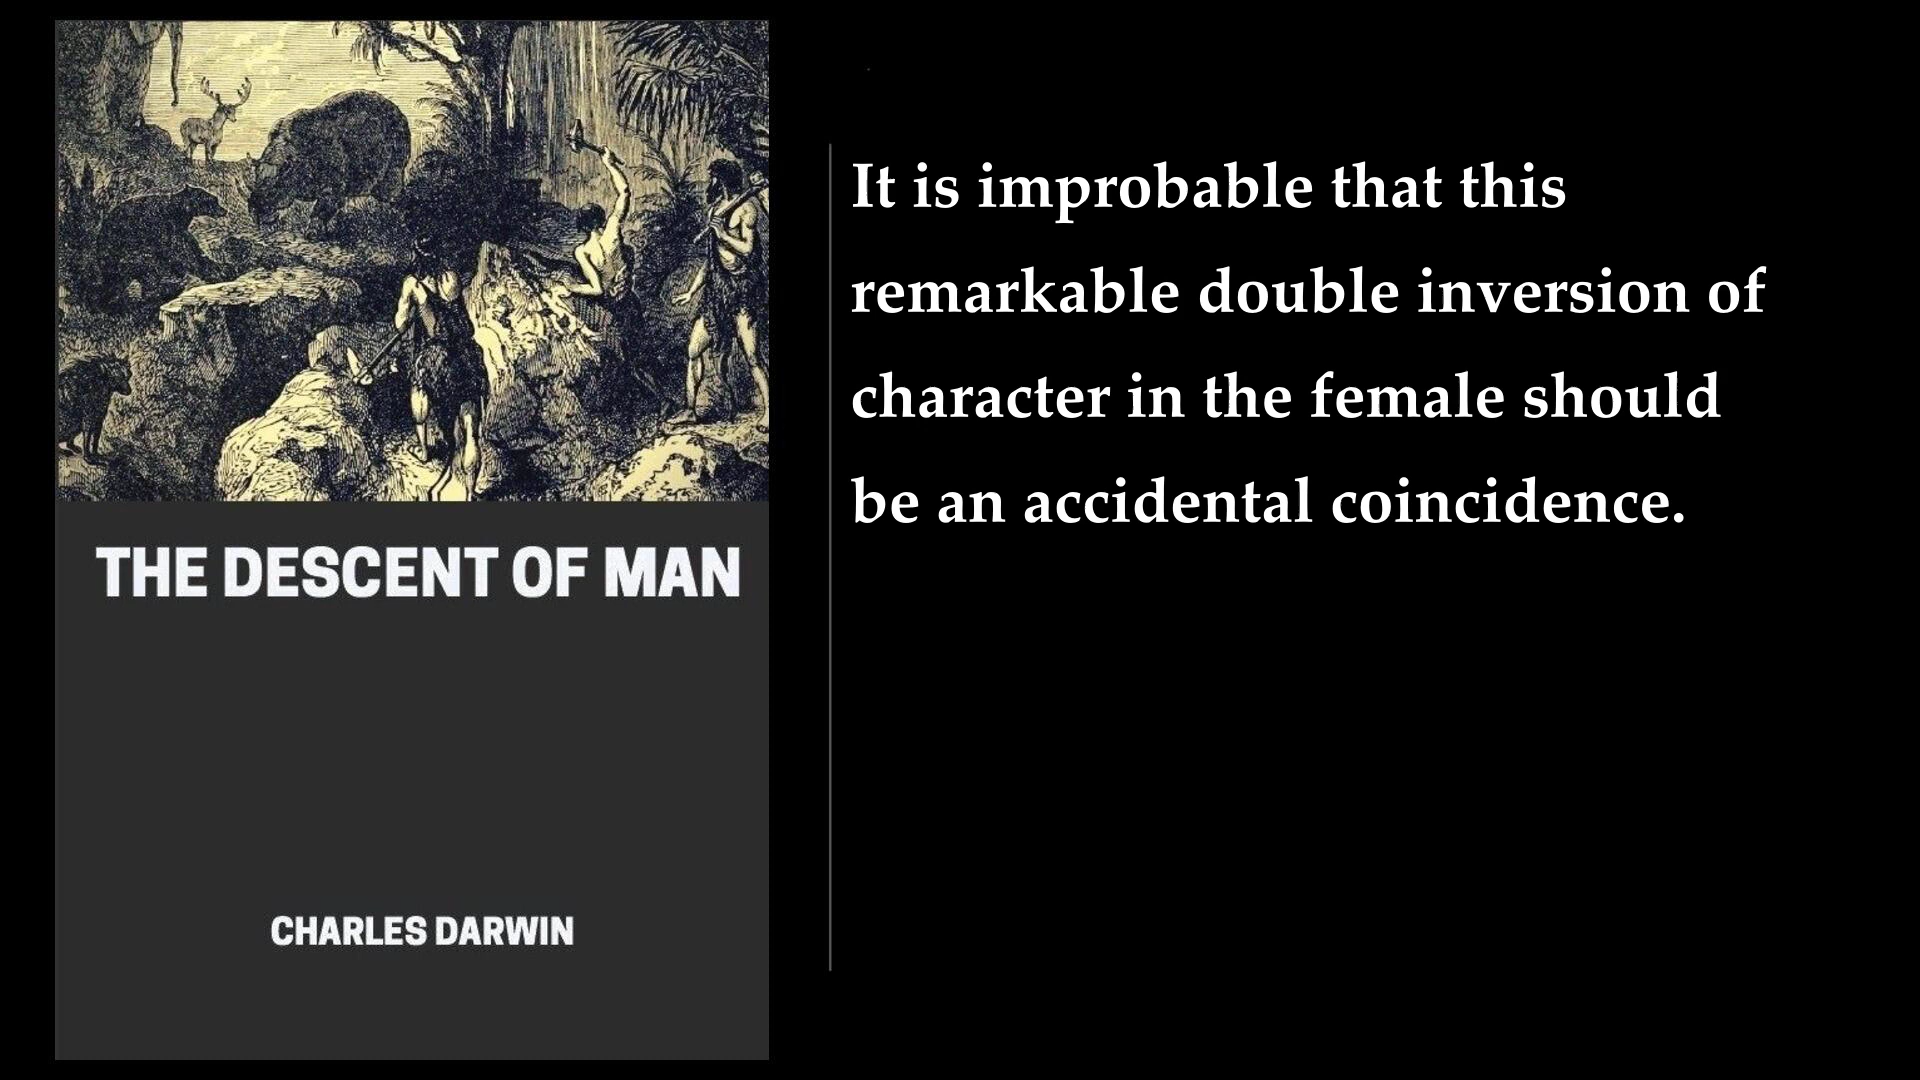 THE DESCENT OF MAN
CHARLES DARWIN
It is improbable that this
remarkable double inversion of
character in the female should
be an accidental coincidence.